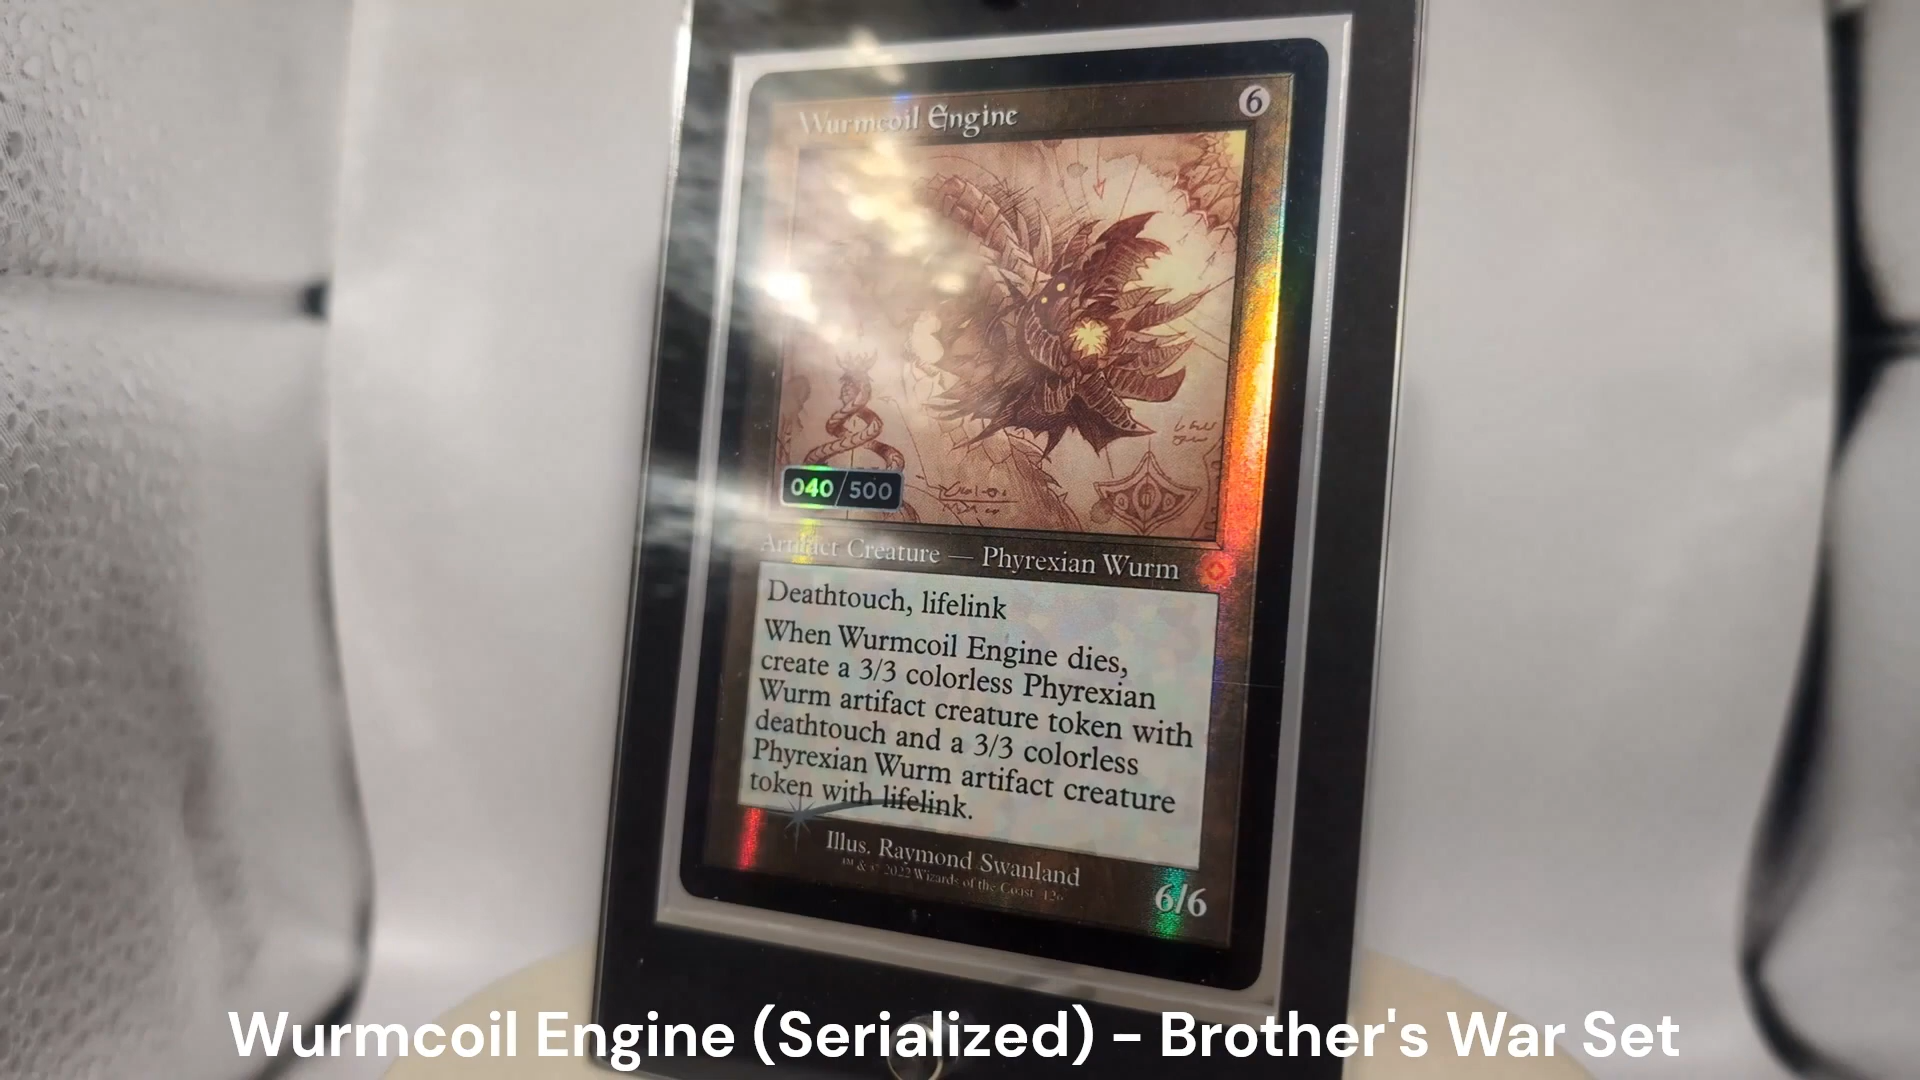 Wurmcoil Engine
6
040/500
Artifact Creature — Phyrexian Wurm
Deathtouch, lifelink
When Wurmcoil Engine dies,
create a 3/3 colorless Phyrexian
Wurm artifact creature token with
deathtouch and a 3/3 colorless
Phyrexian Wurm artifact creature
token with lifelink.
Illus. Raymond Swanland
™ & © 2022 Wizards of the Coast 126
6/6
Wurmcoil Engine (Serialized) - Brother's War Set